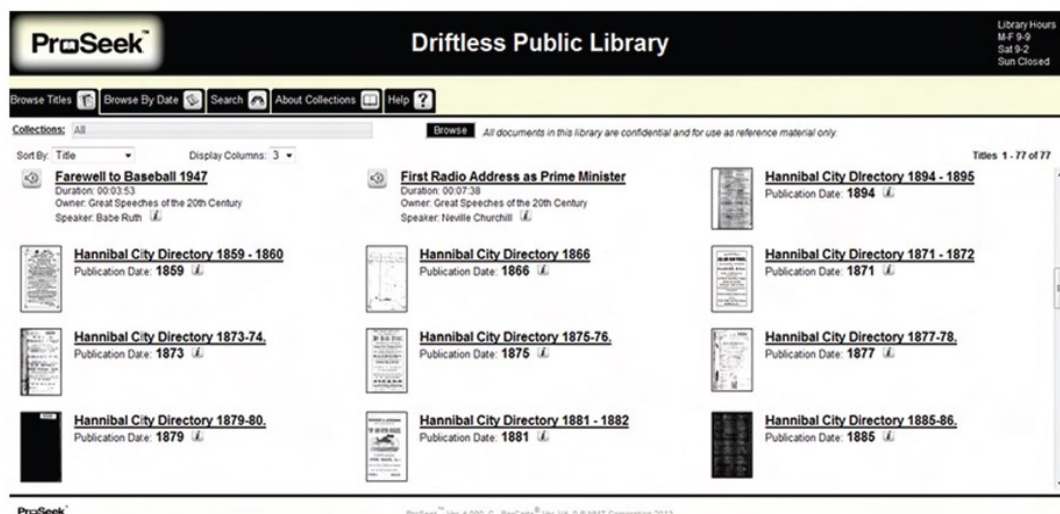 ProSeek™
Driftless Public Library
Library Hours
M-F 9-9
Sat 9-2
Sun Closed
Browse Titles Browse By Date Search About Collections Help ?
Collections: All Browse All documents in this library are confidential and for use as reference material only.
Sort By: Title Display Columns: 3 Titles 1 - 77 of 77
Farewell to Baseball 1947
Duration: 00:03:53
Owner: Great Speeches of the 20th Century
Speaker: Babe Ruth i
First Radio Address as Prime Minister
Duration: 00:07:38
Owner: Great Speeches of the 20th Century
Speaker: Neville Churchill i
Hannibal City Directory 1894 - 1895
Publication Date: 1894 i
Hannibal City Directory 1859 - 1860
Publication Date: 1859 i
Hannibal City Directory 1866
Publication Date: 1866 i
Hannibal City Directory 1871 - 1872
Publication Date: 1871 i
Hannibal City Directory 1873-74.
Publication Date: 1873 i
Hannibal City Directory 1875-76.
Publication Date: 1875 i
Hannibal City Directory 1877-78.
Publication Date: 1877 i
Hannibal City Directory 1879-80.
Publication Date: 1879 i
Hannibal City Directory 1881 - 1882
Publication Date: 1881 i
Hannibal City Directory 1885-86.
Publication Date: 1885 i
ProSeek